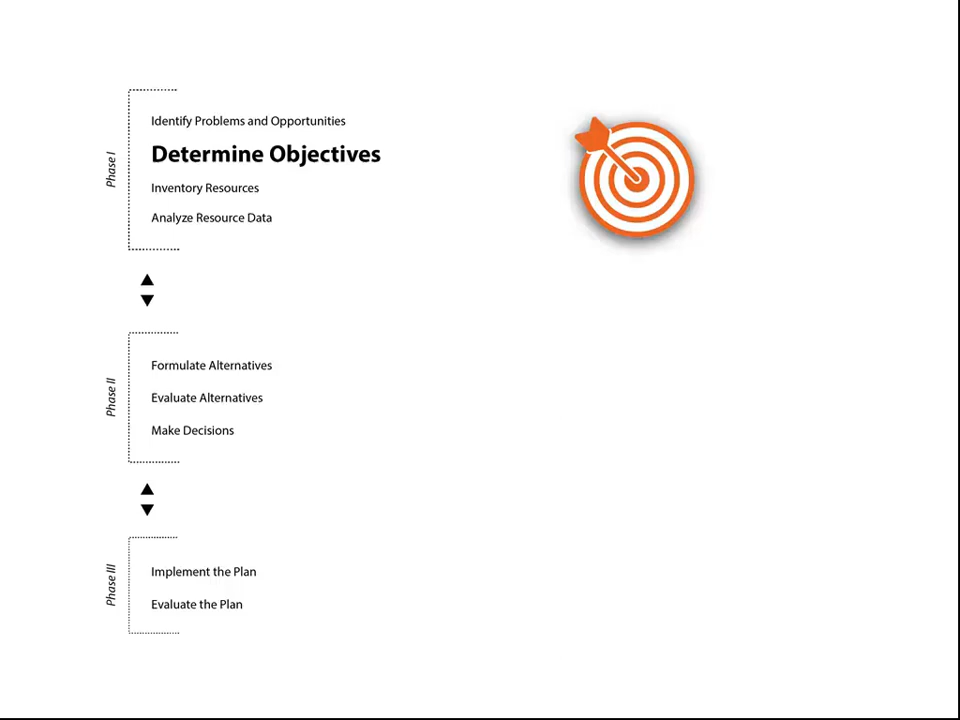 Phase I
Identify Problems and Opportunities
Determine Objectives
Inventory Resources
Analyze Resource Data
Phase II
Formulate Alternatives
Evaluate Alternatives
Make Decisions
Phase III
Implement the Plan
Evaluate the Plan